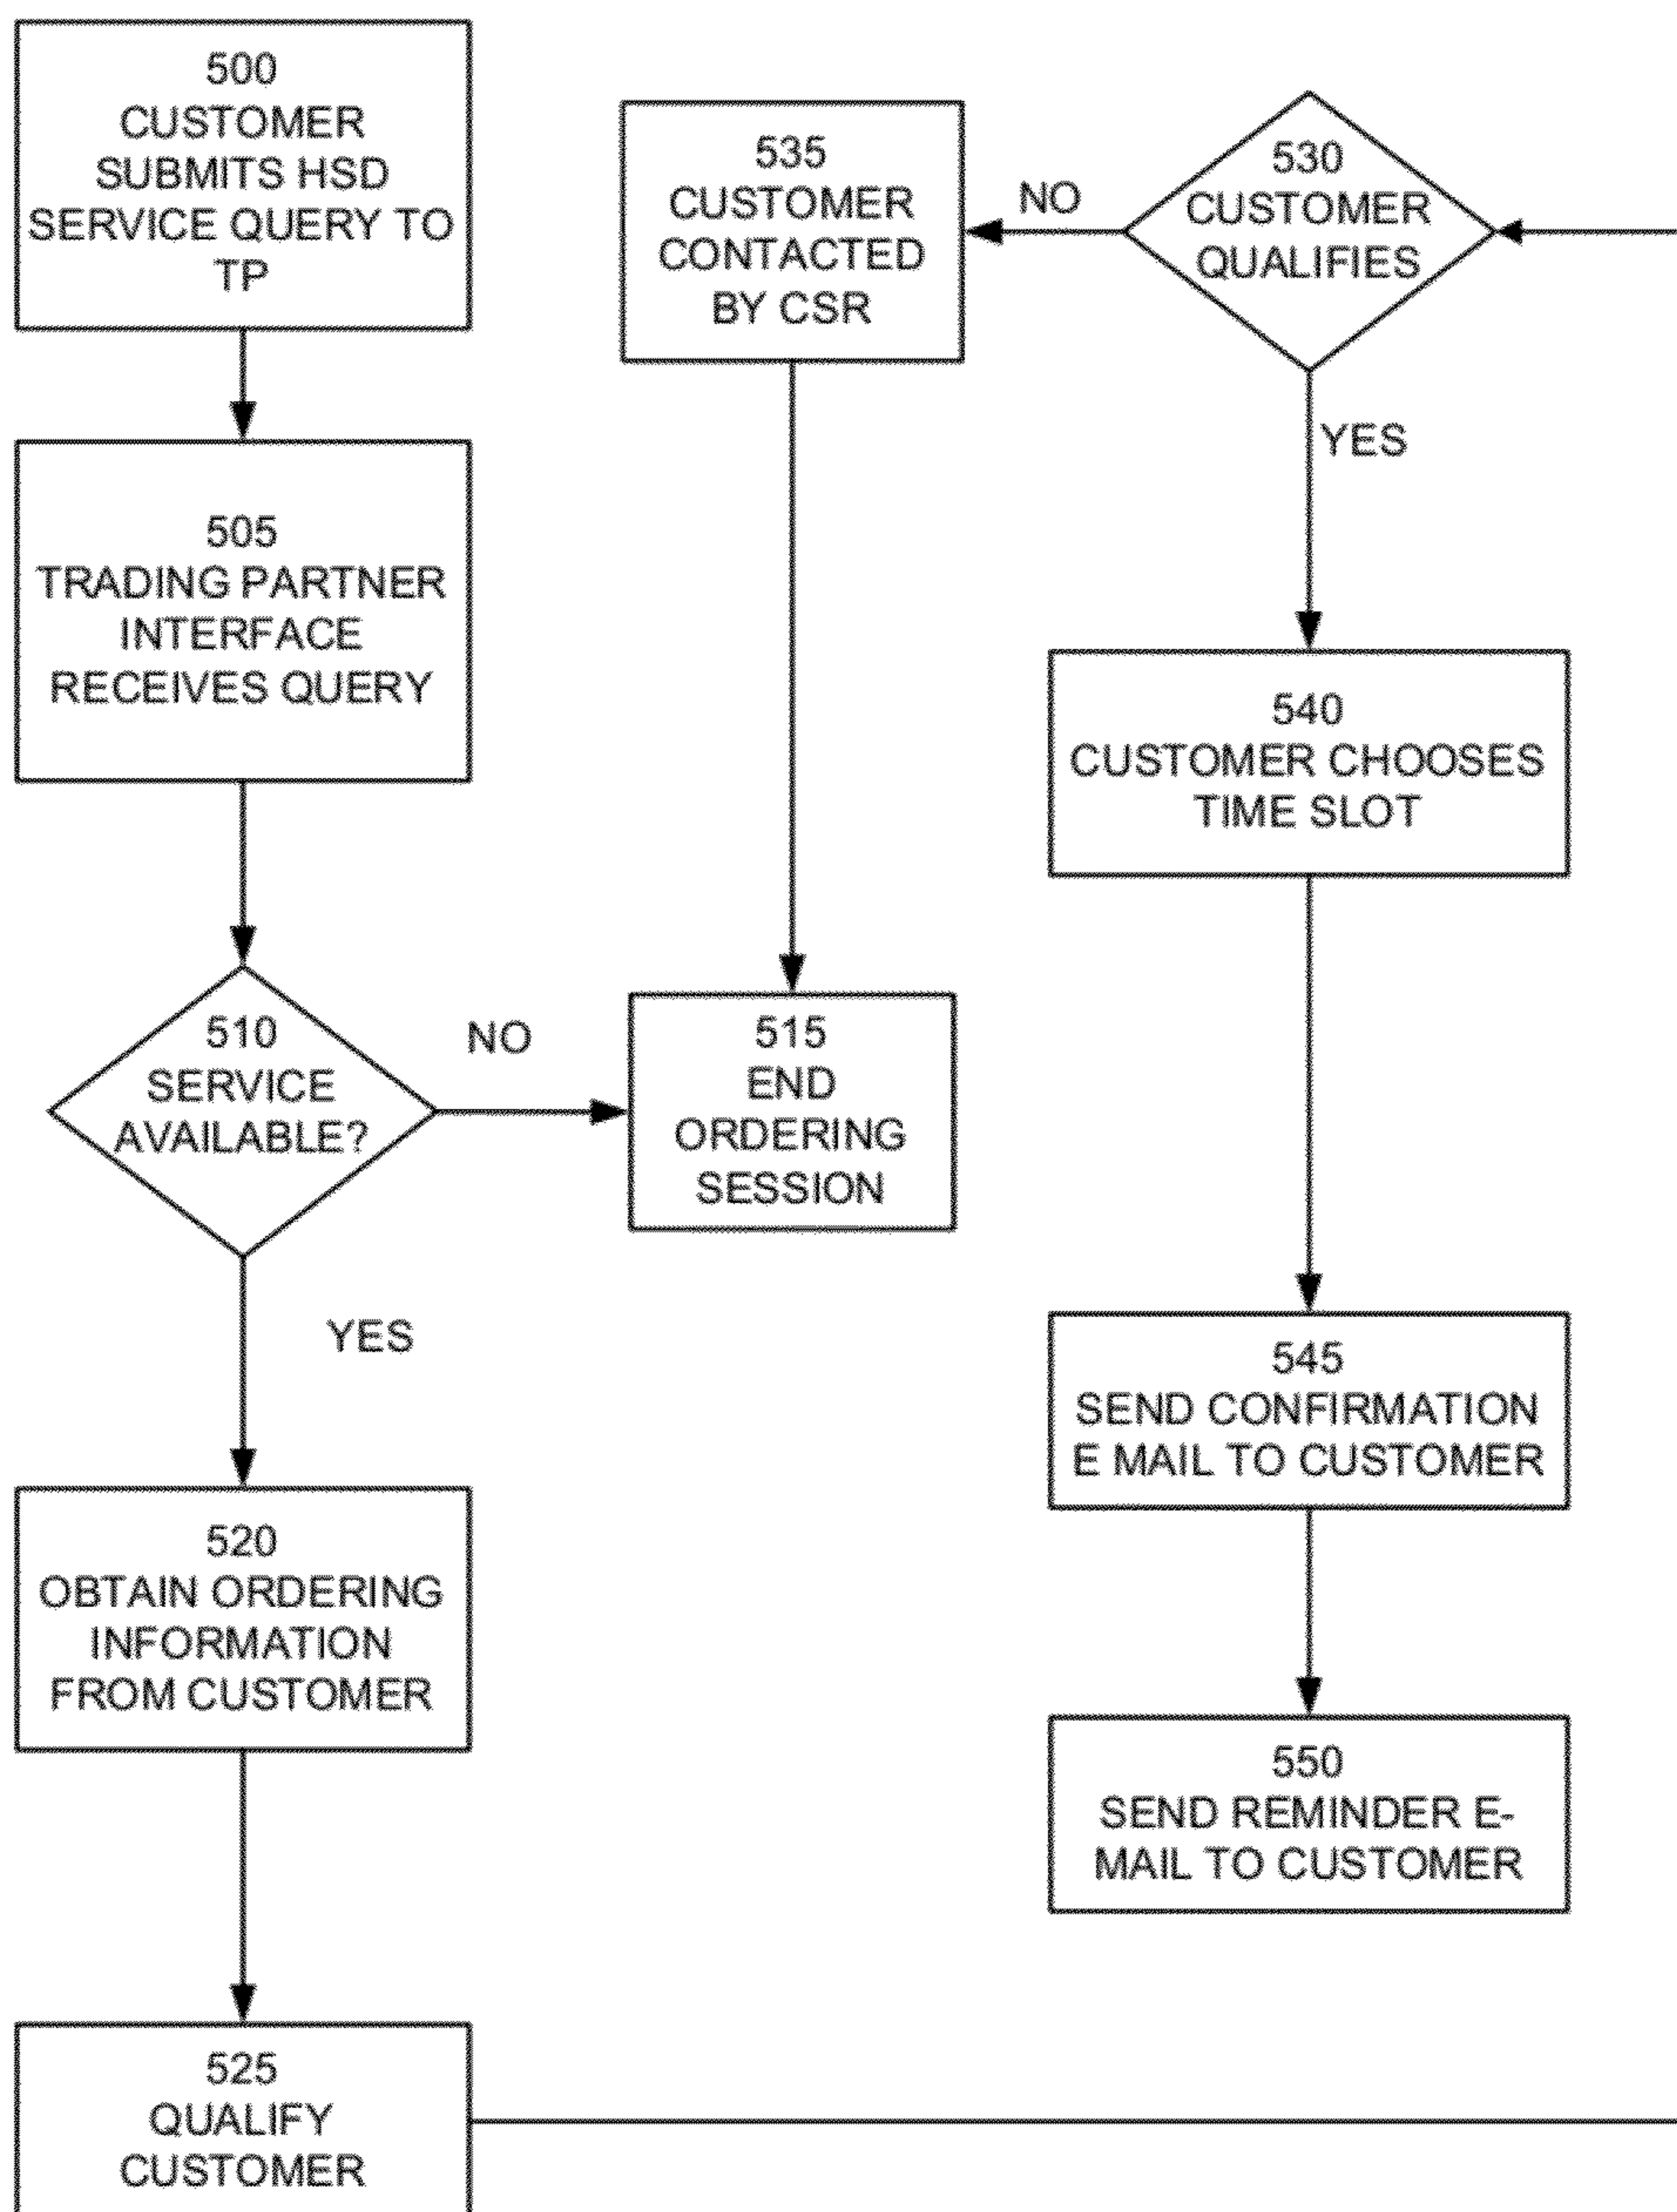 500
CUSTOMER
SUBMITS HSD
SERVICE QUERY TO
TP
505
TRADING PARTNER
INTERFACE
RECEIVES QUERY
510
SERVICE
AVAILABLE?
NO
YES
515
END
ORDERING
SESSION
520
OBTAIN ORDERING
INFORMATION
FROM CUSTOMER
525
QUALIFY
CUSTOMER
530
CUSTOMER
QUALIFIES
NO
YES
535
CUSTOMER
CONTACTED
BY CSR
540
CUSTOMER CHOOSES
TIME SLOT
545
SEND CONFIRMATION
E MAIL TO CUSTOMER
550
SEND REMINDER E-
MAIL TO CUSTOMER